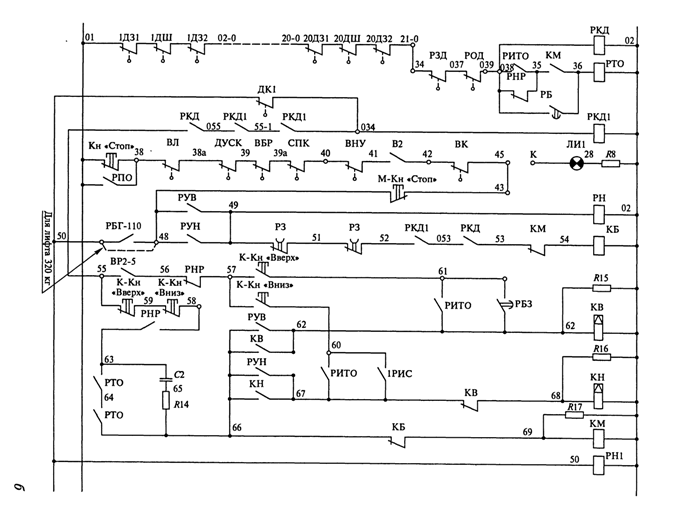 01 1ДЗ1 1ДШ 1ДЗ2 02-0 20-0 20ДЗ1 20ДШ 20ДЗ2 21-0 РКД 02
34 РЗД 037 РОД 039 038 РИТО 35 КМ 36 РТО
РНР
РБ
ДК1
РКД 055 РКД1 55-1 РКД1 034 РКД1
Кн «Стоп» 38 ВЛ 38а ДУСК 39 ВБР 39а СПК 40 ВНУ 41 В2 42 ВК 45 К ЛИ1 28 R8
РПО
М-Кн «Стоп» 43
РУВ 49 РН 02
50 РБГ-110 48 РУН РЗ 51 РЗ 52 РКД1 053 РКД 53 КМ 54 КБ
Для лифта 320 кг
55 ВР2-5 56 РНР 57 К-Кн «Вверх» 61
К-Кн «Вверх» 59 К-Кн «Вниз» 58 К-Кн «Вниз»
РНР
РИТО РВЗ R15
РУВ 62 62 КВ
63 КВ 60 R16
РТО С2 РУН РИТО 1РИС КН
64 65 КН 67 КВ 68
РТО R14 R17
66 КБ 69 КМ
50 РН1
6